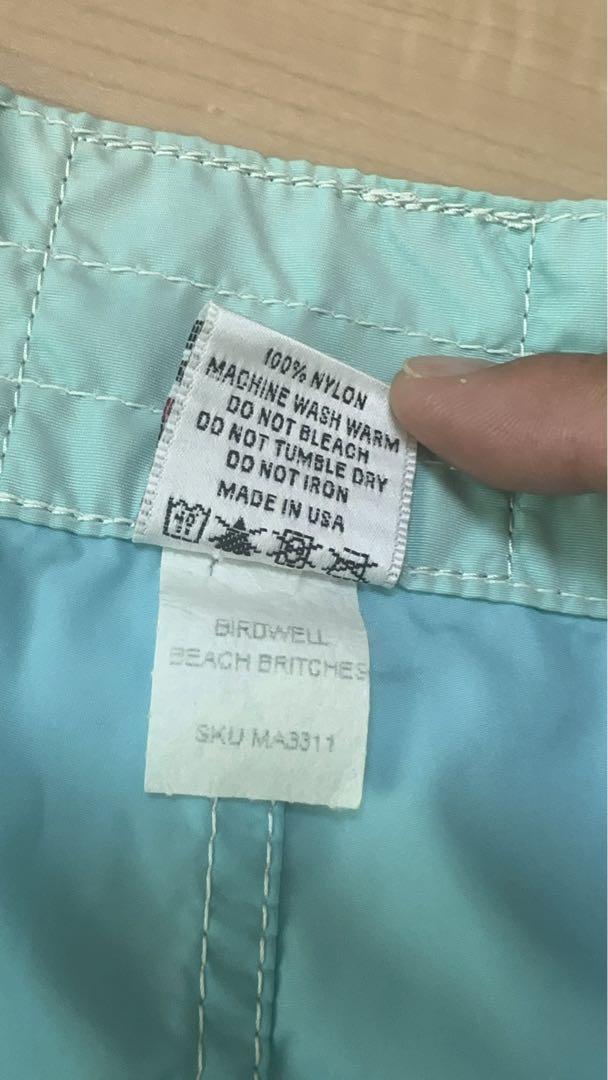 100% NYLON
MACHINE WASH WARM
DO NOT BLEACH
DO NOT TUMBLE DRY
DO NOT IRON
MADE IN USA
BIRDWELL
BEACH BRITCHES
SKU MA3311